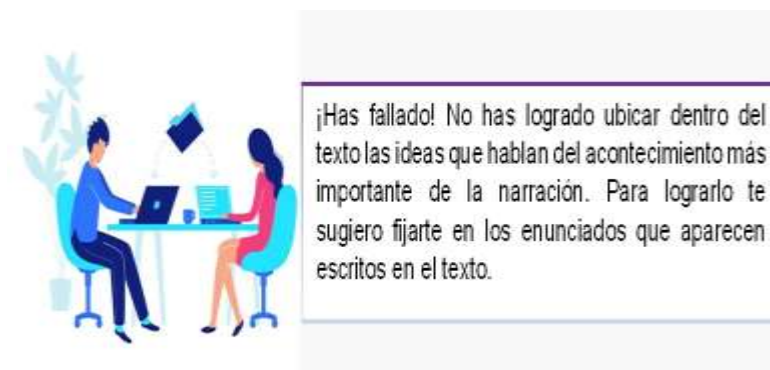 ¡Has fallado! No has logrado ubicar dentro del
texto las ideas que hablan del acontecimiento más
importante de la narración. Para lograrlo te
sugiero fijarte en los enunciados que aparecen
escritos en el texto.